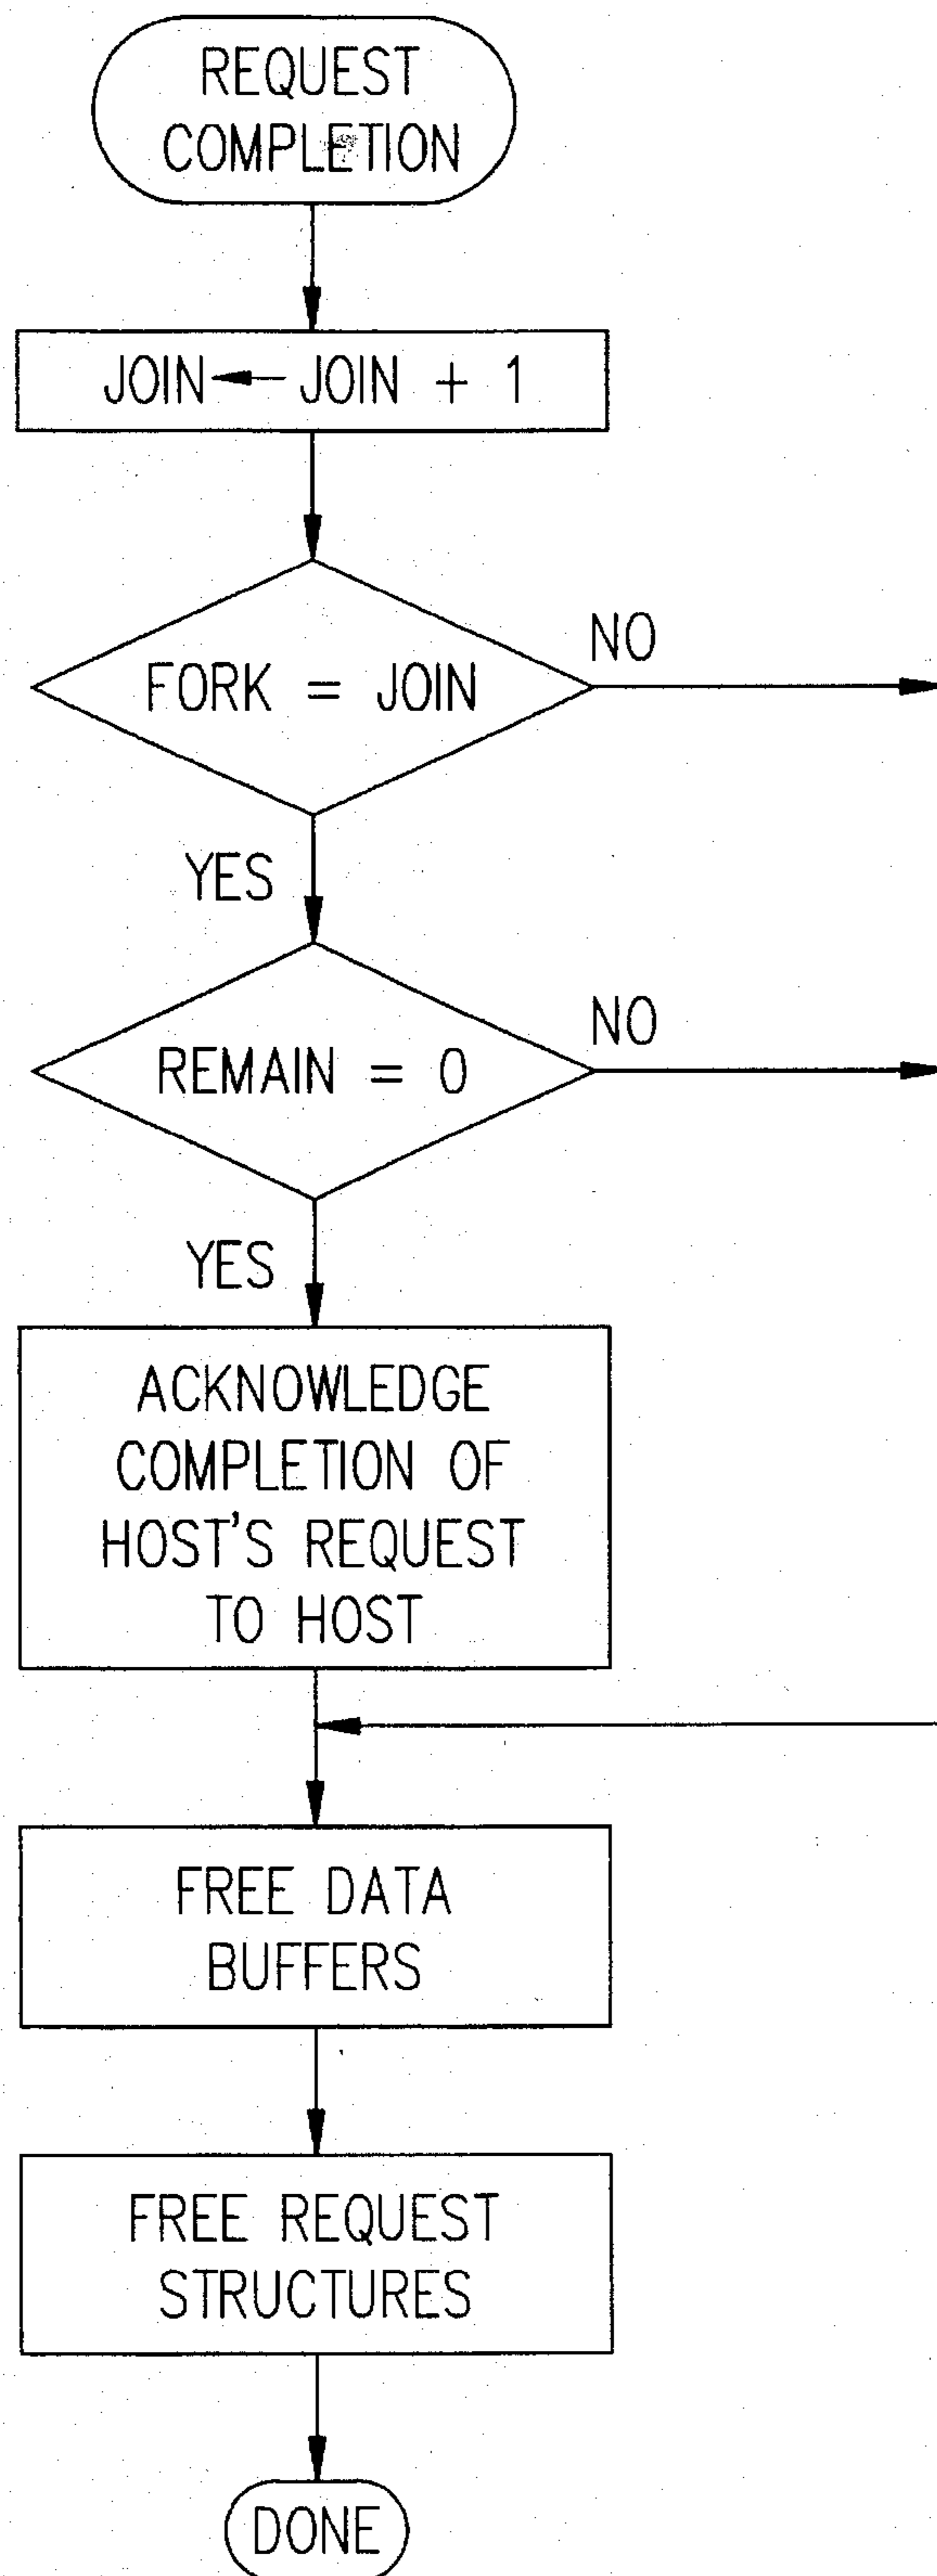 REQUEST
COMPLETION
JOIN ← JOIN + 1
FORK = JOIN
NO
YES
REMAIN = 0
NO
YES
ACKNOWLEDGE
COMPLETION OF
HOST'S REQUEST
TO HOST
FREE DATA
BUFFERS
FREE REQUEST
STRUCTURES
DONE